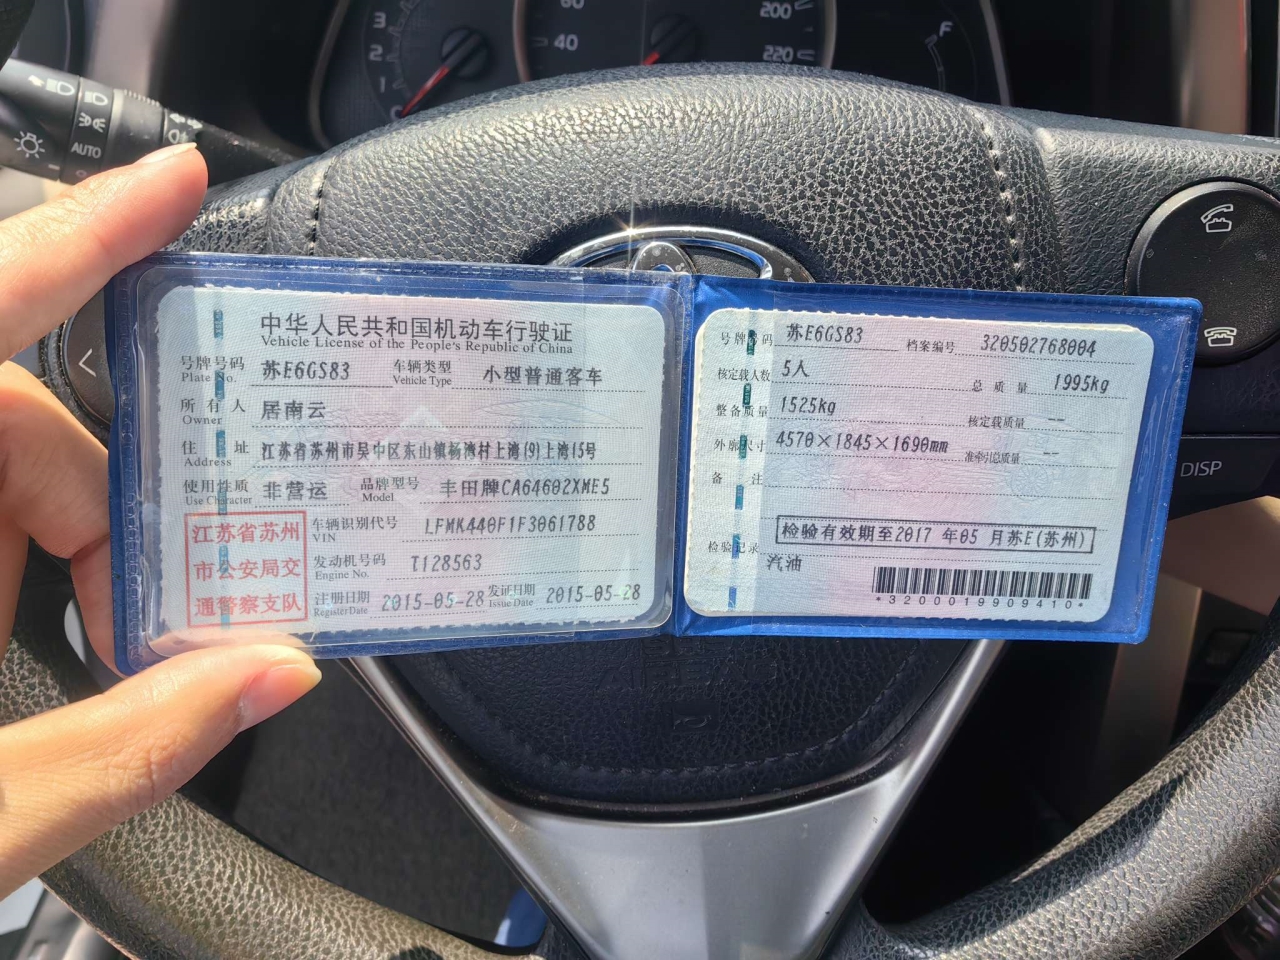 3
2
1
0
60
40
200
220
F
AUTO
DISP
中华人民共和国机动车行驶证
Vehicle License of the People's Republic of China
号牌号码 苏E6GS83 车辆类型 小型普通客车
Plate No. Vehicle Type
所有人 居南云
Owner
住址 江苏省苏州市吴中区东山镇杨湾村上湾(9)上湾15号
Address
使用性质 非营运 品牌型号 丰田牌CA64602XME5
Use Character Model
江苏省苏州
市公安局交
通警察支队
车辆识别代号 LFMK440F1F3061788
VIN
发动机号码 T128563
Engine No.
注册日期 2015-05-28 发证日期 2015-05-28
Register Date Issue Date
号牌号码 苏E6GS83 档案编号 320502768004
核定载人数 5人 总质量 1995kg
整备质量 1525kg 核定载质量 --
外廓尺寸 4570×1845×1690mm 准牵引总质量 --
备注
检验有效期至2017年05月苏E(苏州)
检验记录
汽油
*3200019909410*